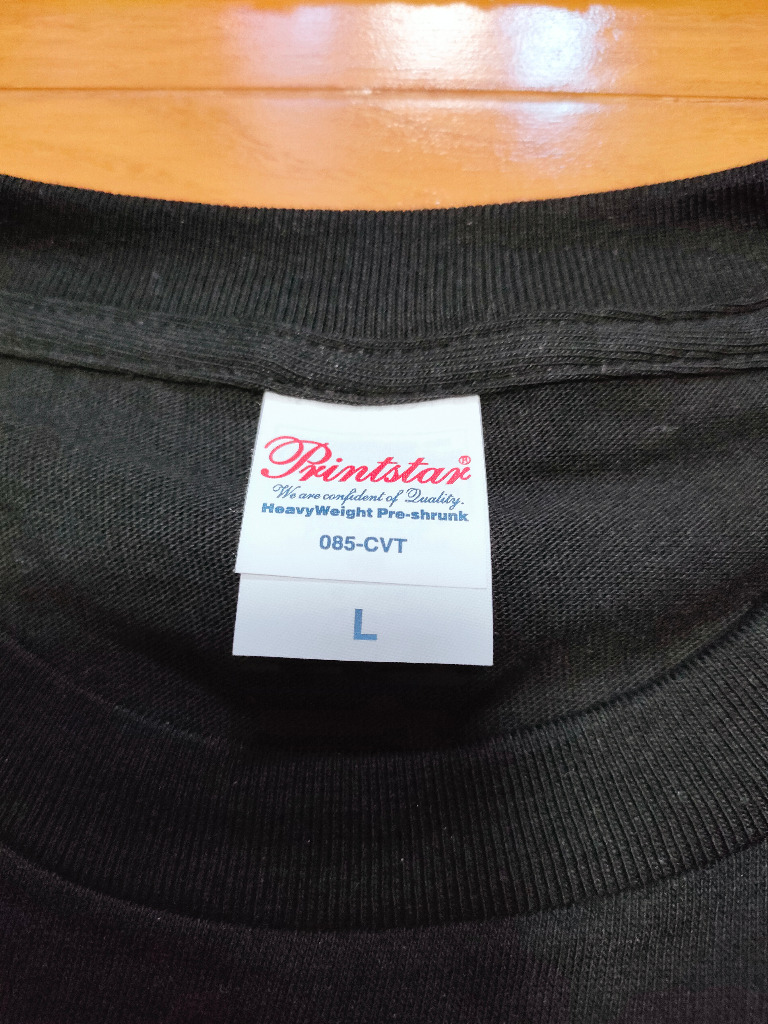 Printstar®
We are confident of Quality.
HeavyWeight Pre-shrunk
085-CVT
L